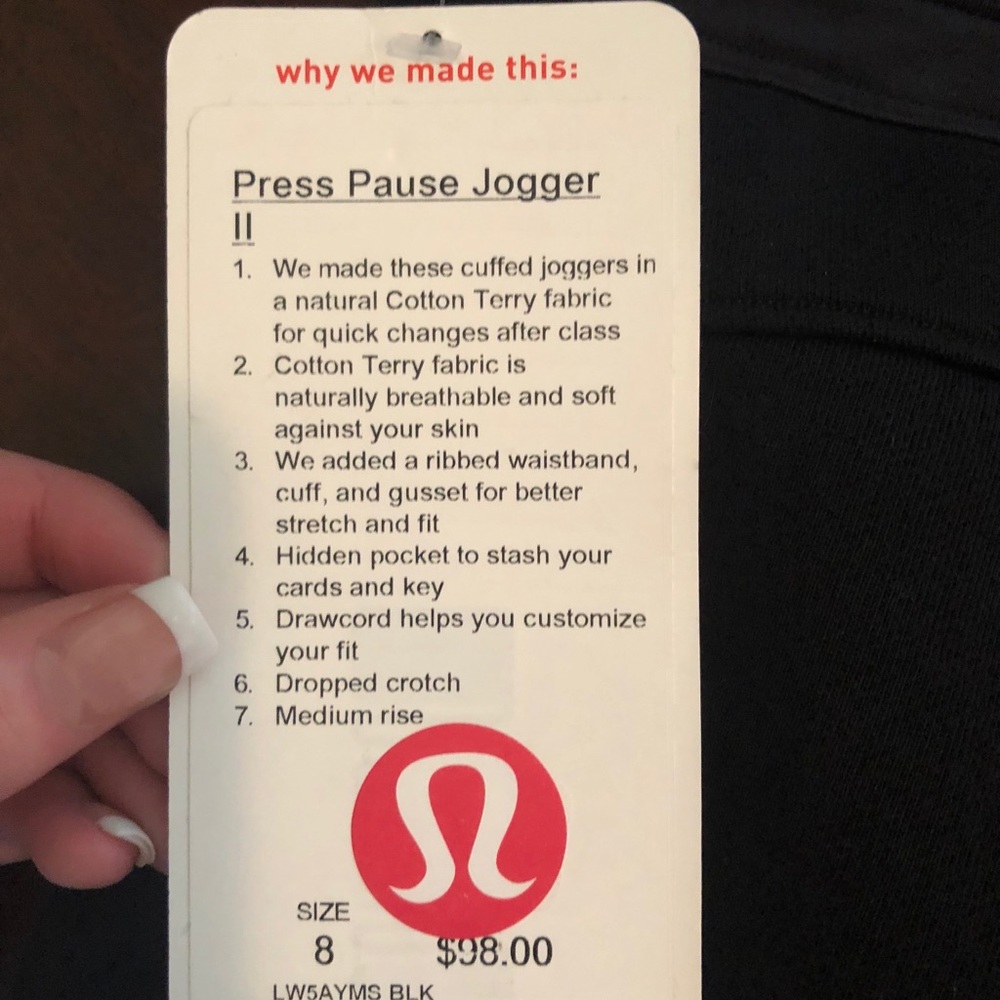 why we made this:
Press Pause Jogger
II
1. We made these cuffed joggers in
a natural Cotton Terry fabric
for quick changes after class
2. Cotton Terry fabric is
naturally breathable and soft
against your skin
3. We added a ribbed waistband,
cuff, and gusset for better
stretch and fit
4. Hidden pocket to stash your
cards and key
5. Drawcord helps you customize
your fit
6. Dropped crotch
7. Medium rise
SIZE
8 $98.00
LW5AYMS BLK